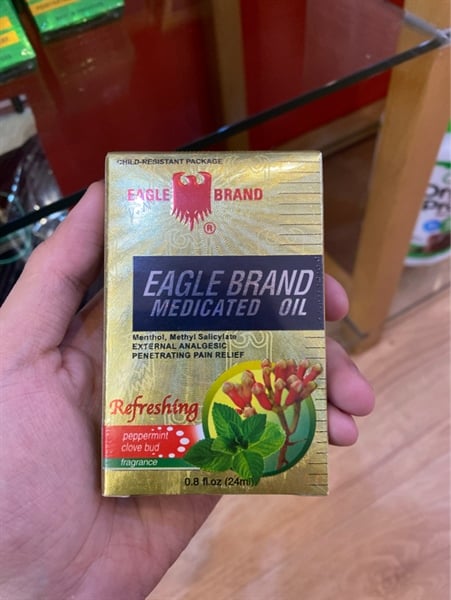 CHILD-RESISTANT PACKAGE
EAGLE BRAND
®
EAGLE BRAND
MEDICATED OIL
Menthol, Methyl Salicylate
EXTERNAL ANALGESIC
PENETRATING PAIN RELIEF
Refreshing
peppermint
clove bud
fragrance
0.8 fl.oz (24ml)